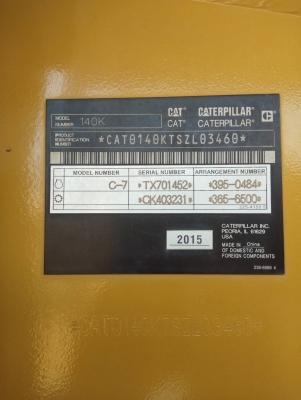 MODEL NUMBER 140K
CAT CATERPILLAR
CAT® CATERPILLAR®
PRODUCT IDENTIFICATION NUMBER *CAT0140KTSZL03460*
MODEL NUMBER SERIAL NUMBER ARRANGEMENT NUMBER
C-7 *TX701452* *395-0484*
*CK403231* *365-6500*
2015
CATERPILLAR INC.
PEORIA, IL 61629
USA
MADE IN China
OF DOMESTIC AND
FOREIGN COMPONENTS